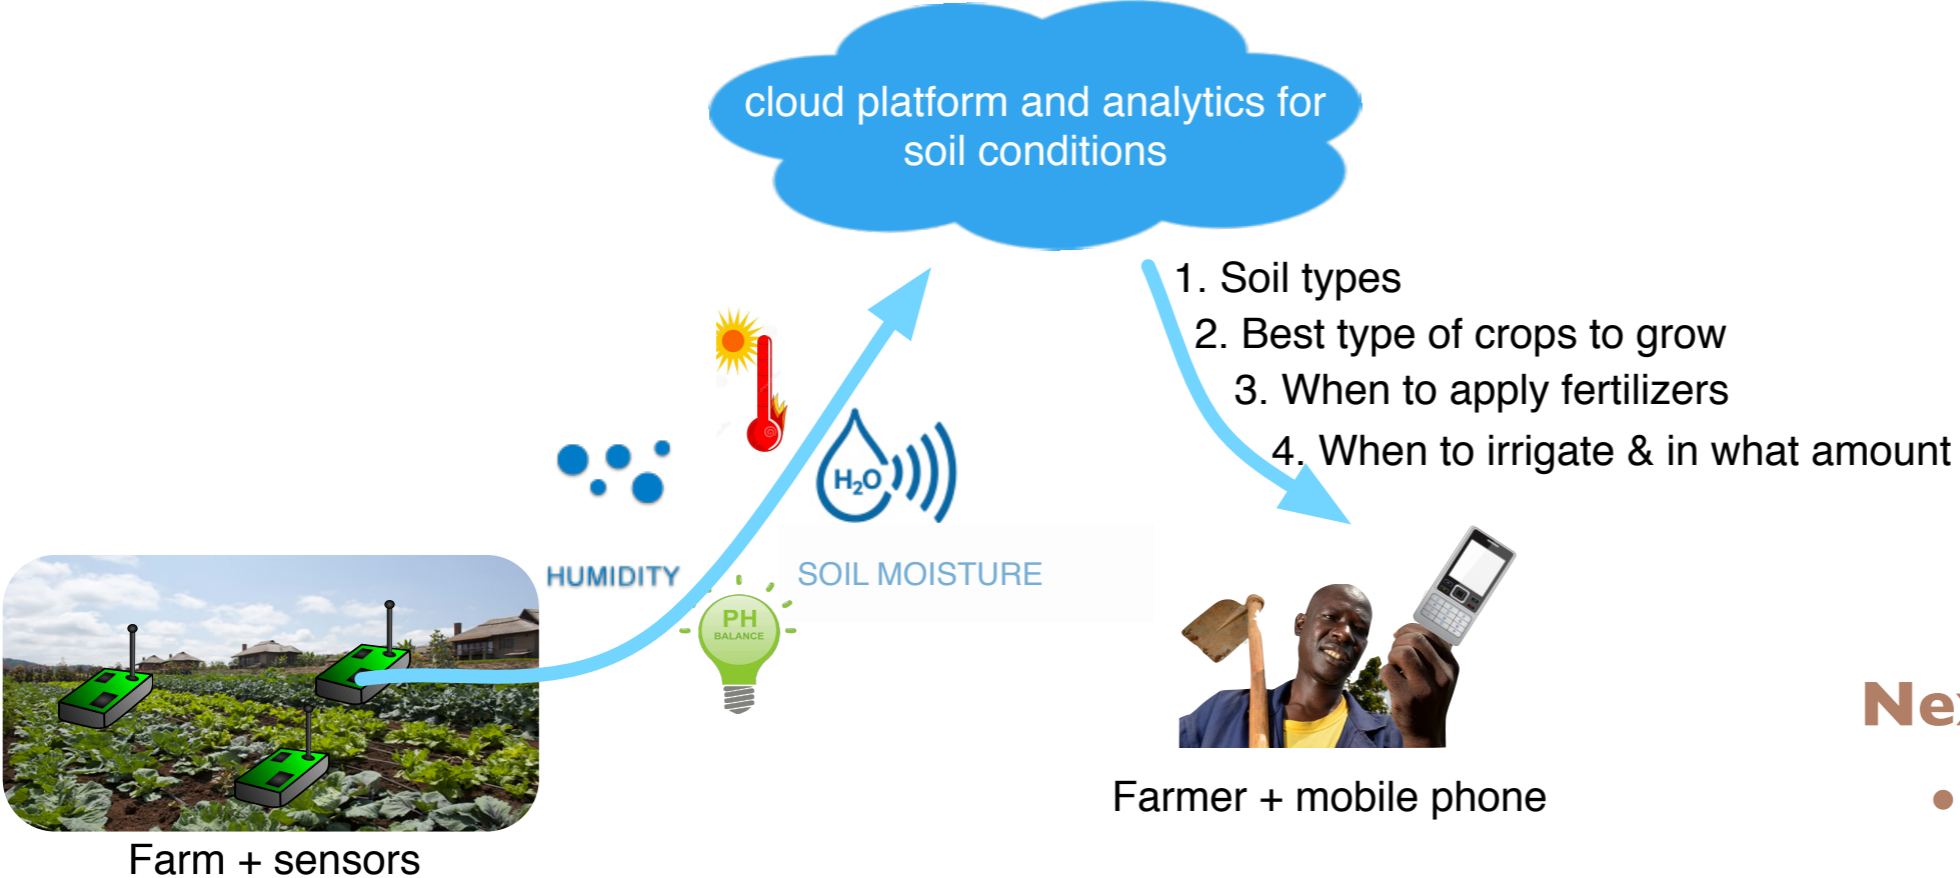 cloud platform and analytics for
soil conditions
1. Soil types
2. Best type of crops to grow
3. When to apply fertilizers
4. When to irrigate & in what amount
H₂O
HUMIDITY
SOIL MOISTURE
PH
BALANCE
Farmer + mobile phone
Farm + sensors